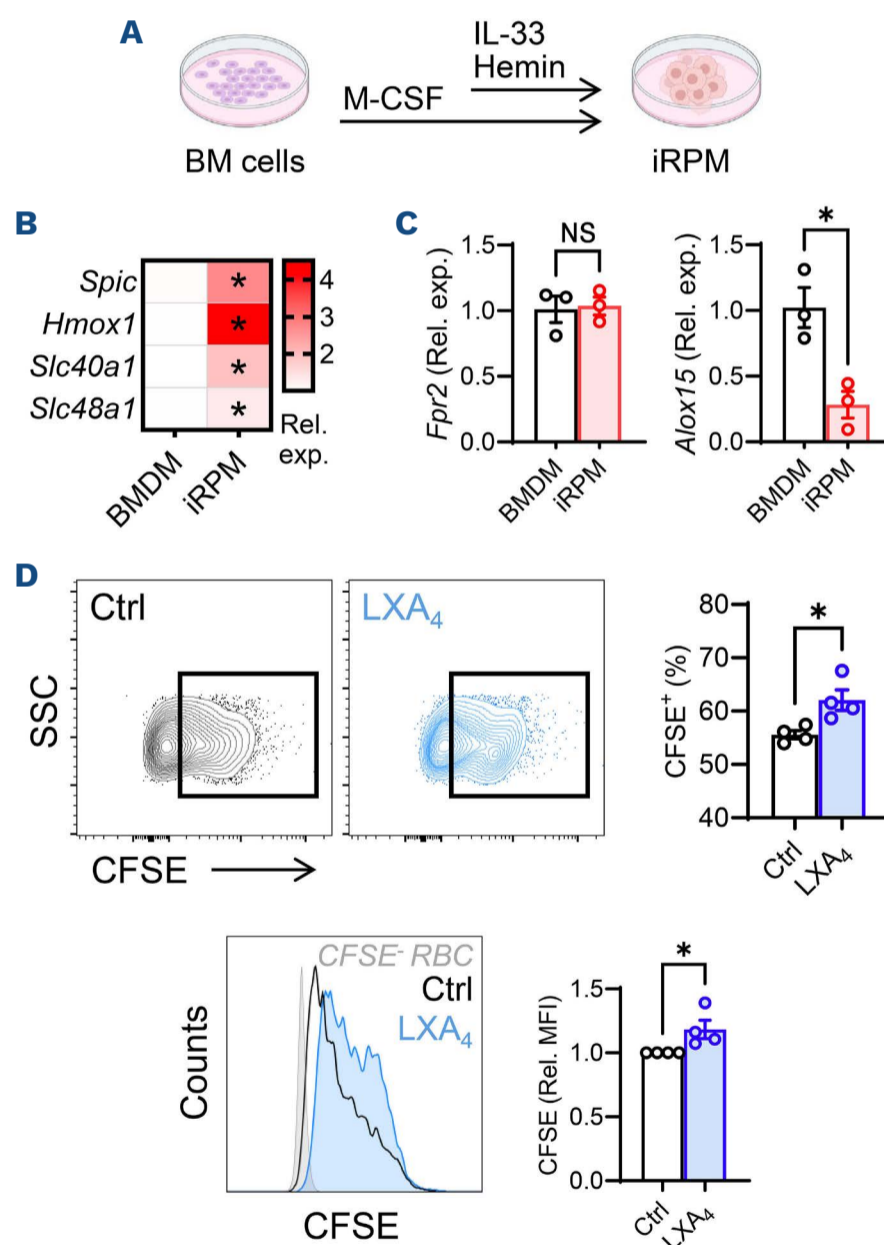 A
IL-33
Hemin
M-CSF
BM cells
iRPM
B
Spic
Hmox1
Slc40a1
Slc48a1
*
*
*
*
4
3
2
Rel.
exp.
BMDM
iRPM
C
Fpr2 (Rel. exp.)
1.5
1.0
0.5
0.0
NS
BMDM
iRPM
Alox15 (Rel. exp.)
1.5
1.0
0.5
0.0
*
BMDM
iRPM
D
Ctrl
LXA₄
SSC
CFSE
CFSE⁺ (%)
80
70
60
50
40
*
Ctrl
LXA₄
CFSE⁻ RBC
Ctrl
LXA₄
Counts
CFSE
CFSE (Rel. MFI)
1.5
1.0
0.5
0.0
*
Ctrl
LXA₄